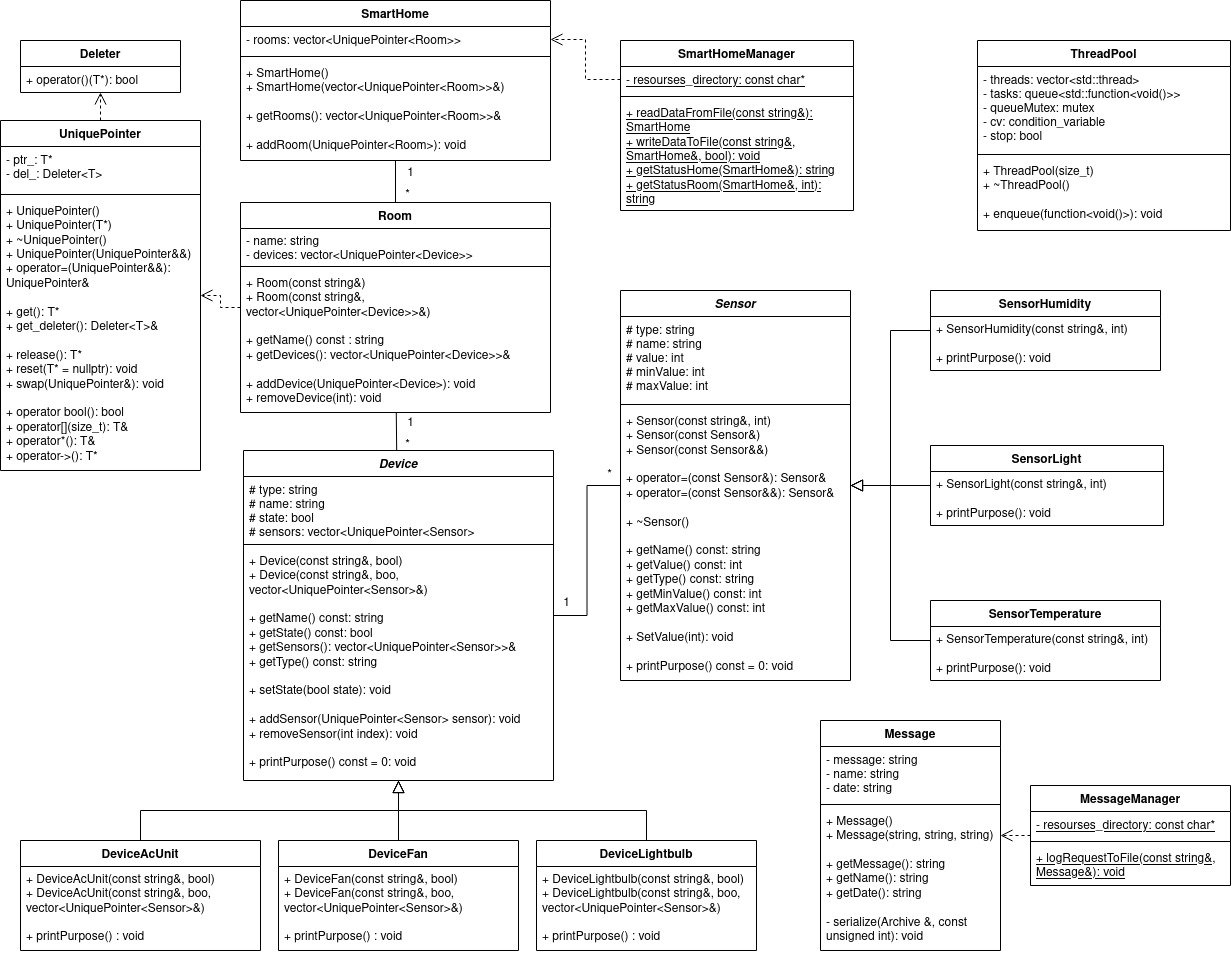 SmartHome
- rooms: vector<UniquePointer<Room>>
+ SmartHome()
+ SmartHome(vector<UniquePointer<Room>>&)
+ getRooms(): vector<UniquePointer<Room>>&
+ addRoom(UniquePointer<Room>): void
Deleter
+ operator()(T*): bool
UniquePointer
- ptr_: T*
- del_: Deleter<T>
+ UniquePointer()
+ UniquePointer(T*)
+ ~UniquePointer()
+ UniquePointer(UniquePointer&&)
+ operator=(UniquePointer&&):
UniquePointer&
+ get(): T*
+ get_deleter(): Deleter<T>&
+ release(): T*
+ reset(T* = nullptr): void
+ swap(UniquePointer&): void
+ operator bool(): bool
+ operator[](size_t): T&
+ operator*(): T&
+ operator->(): T*
SmartHomeManager
- resourses_directory: const char*
+ readDataFromFile(const string&):
SmartHome
+ writeDataToFile(const string&,
SmartHome&, bool): void
+ getStatusHome(SmartHome&): string
+ getStatusRoom(SmartHome&, int):
string
ThreadPool
- threads: vector<std::thread>
- tasks: queue<std::function<void()>>
- queueMutex: mutex
- cv: condition_variable
- stop: bool
+ ThreadPool(size_t)
+ ~ThreadPool()
+ enqueue(function<void()>): void
1
*
Room
- name: string
- devices: vector<UniquePointer<Device>>
+ Room(const string&)
+ Room(const string&,
vector<UniquePointer<Device>>&)
+ getName() const : string
+ getDevices(): vector<UniquePointer<Device>>&
+ addDevice(UniquePointer<Device>): void
+ removeDevice(int): void
1
*
Device
# type: string
# name: string
# state: bool
# sensors: vector<UniquePointer<Sensor>
+ Device(const string&, bool)
+ Device(const string&, boo,
vector<UniquePointer<Sensor>&)
+ getName() const: string
+ getState() const: bool
+ getSensors(): vector<UniquePointer<Sensor>>&
+ getType() const: string
+ setState(bool state): void
+ addSensor(UniquePointer<Sensor> sensor): void
+ removeSensor(int index): void
+ printPurpose() const = 0: void
1
*
Sensor
# type: string
# name: string
# value: int
# minValue: int
# maxValue: int
+ Sensor(const string&, int)
+ Sensor(const Sensor&)
+ Sensor(const Sensor&&)
+ operator=(const Sensor&): Sensor&
+ operator=(const Sensor&&): Sensor&
+ ~Sensor()
+ getName() const: string
+ getValue() const: int
+ getType() const: string
+ getMinValue() const: int
+ getMaxValue() const: int
+ SetValue(int): void
+ printPurpose() const = 0: void
SensorHumidity
+ SensorHumidity(const string&, int)
+ printPurpose(): void
SensorLight
+ SensorLight(const string&, int)
+ printPurpose(): void
SensorTemperature
+ SensorTemperature(const string&, int)
+ printPurpose(): void
DeviceAcUnit
+ DeviceAcUnit(const string&, bool)
+ DeviceAcUnit(const string&, boo,
vector<UniquePointer<Sensor>&)
+ printPurpose() : void
DeviceFan
+ DeviceFan(const string&, bool)
+ DeviceFan(const string&, boo,
vector<UniquePointer<Sensor>&)
+ printPurpose() : void
DeviceLightbulb
+ DeviceLightbulb(const string&, bool)
+ DeviceLightbulb(const string&, boo,
vector<UniquePointer<Sensor>&)
+ printPurpose() : void
Message
- message: string
- name: string
- date: string
+ Message()
+ Message(string, string, string)
+ getMessage(): string
+ getName(): string
+ getDate(): string
- serialize(Archive &, const
unsigned int): void
MessageManager
- resourses_directory: const char*
+ logRequestToFile(const string&,
Message&): void